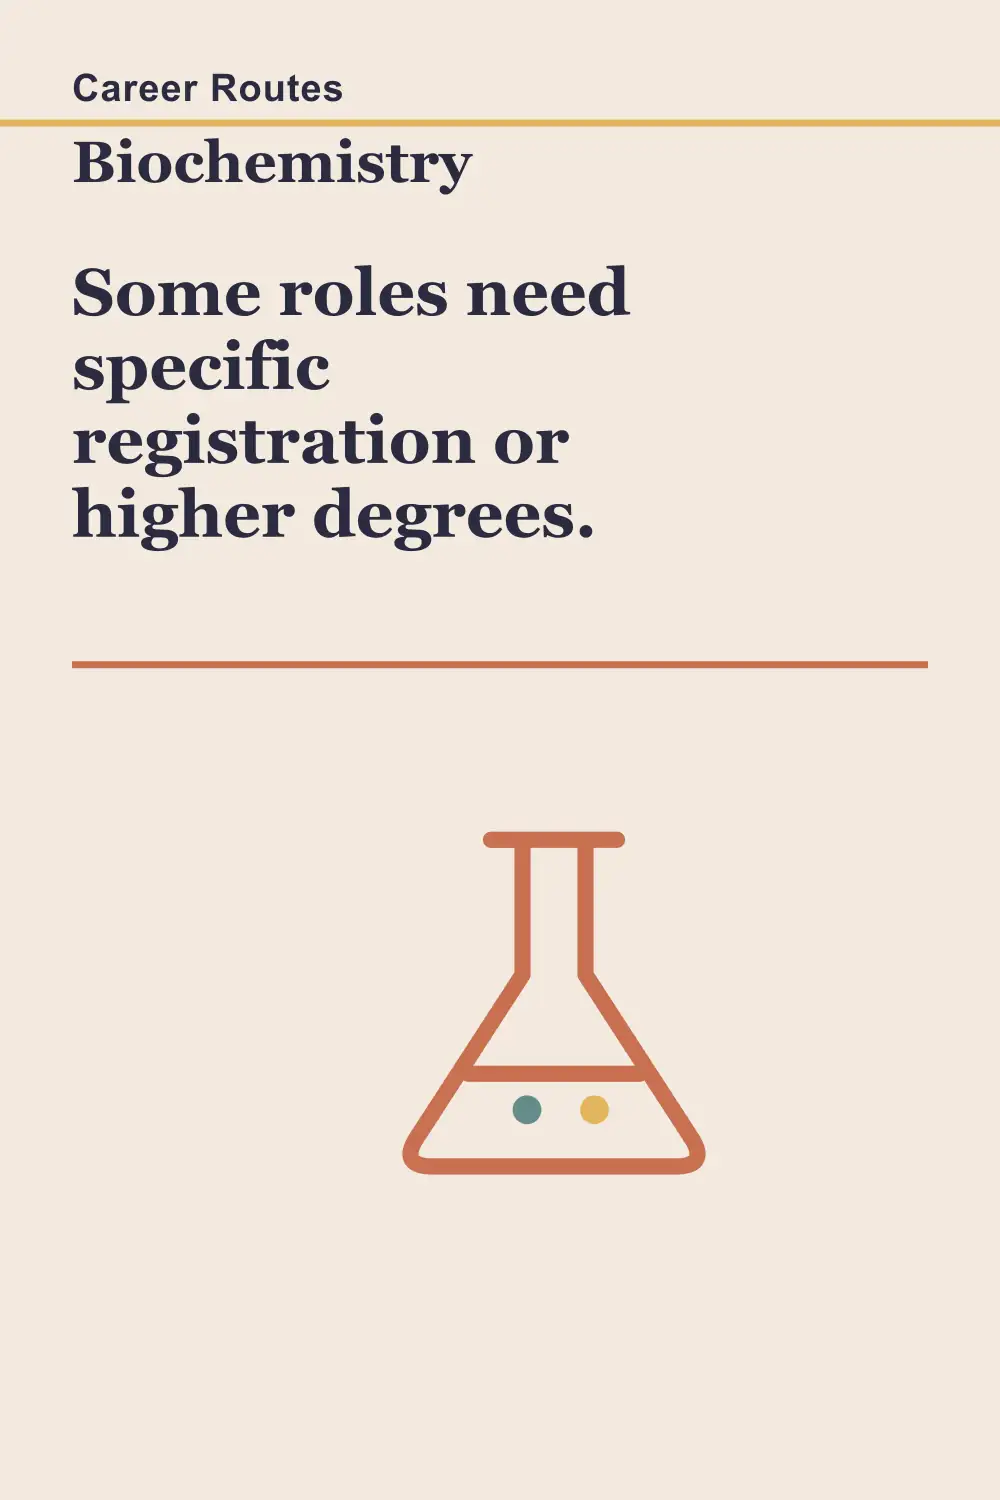 Career Routes
Biochemistry
Some roles need
specific
registration or
higher degrees.